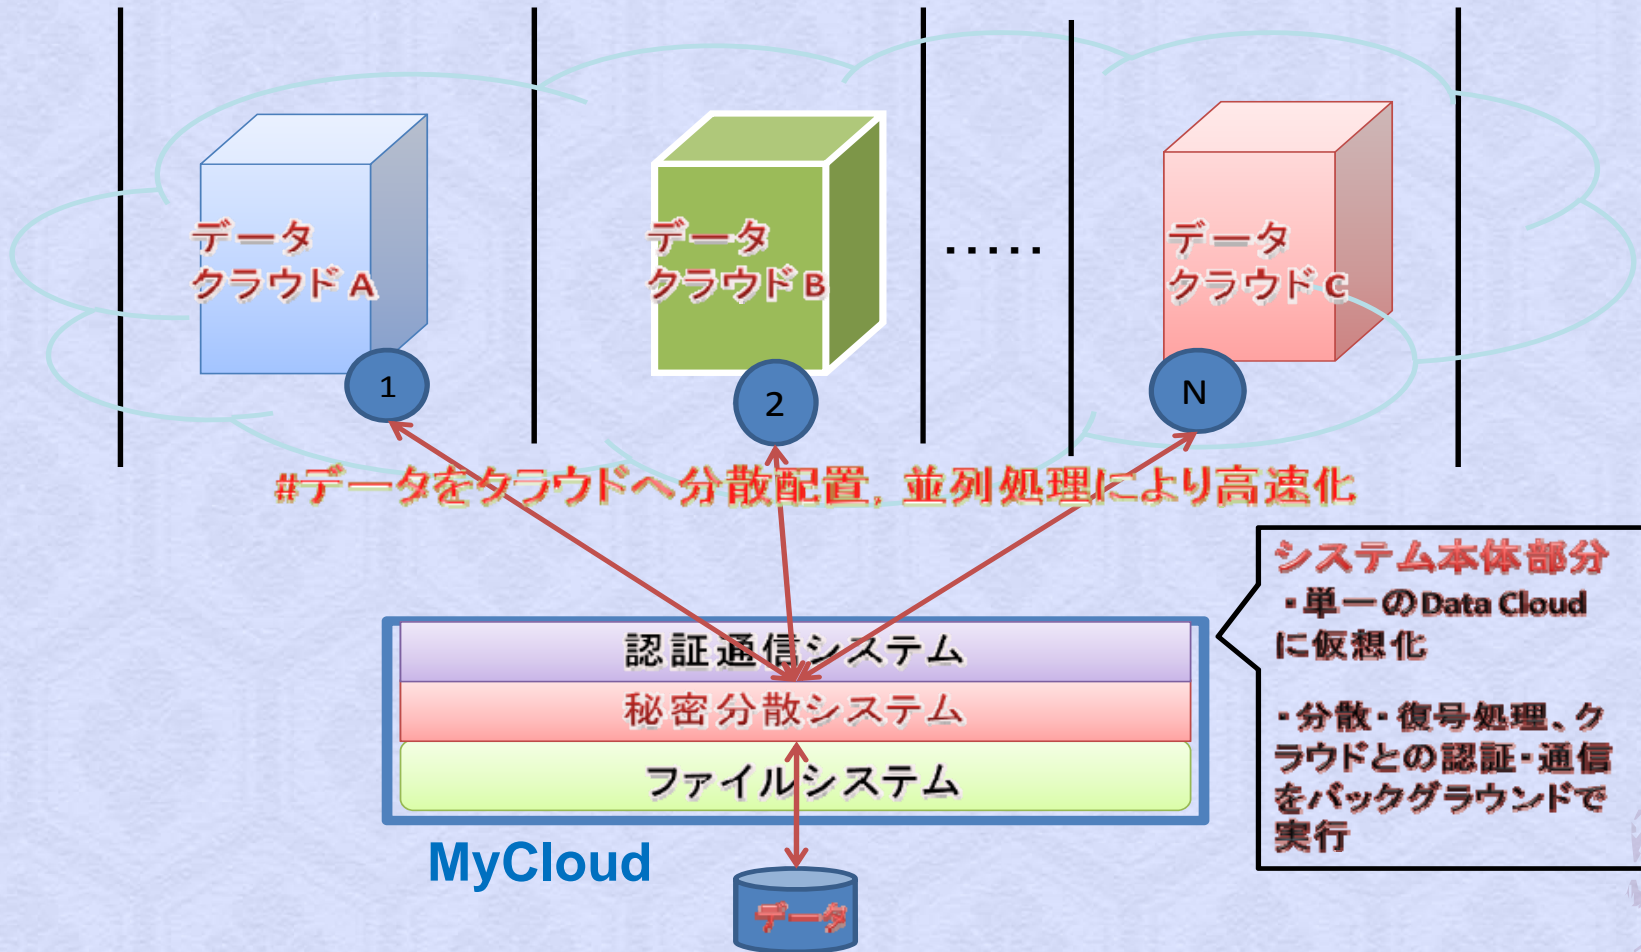 データ
クラウド A
データ
クラウド B
・・・・・
データ
クラウド C
1
2
N
#データをクラウドへ分散配置, 並列処理により高速化
システム本体部分
・単一のData Cloud
に仮想化
・分散・復号処理、ク
ラウドとの認証・通信
をバックグラウンドで
実行
認証通信システム
秘密分散システム
ファイルシステム
MyCloud
データ